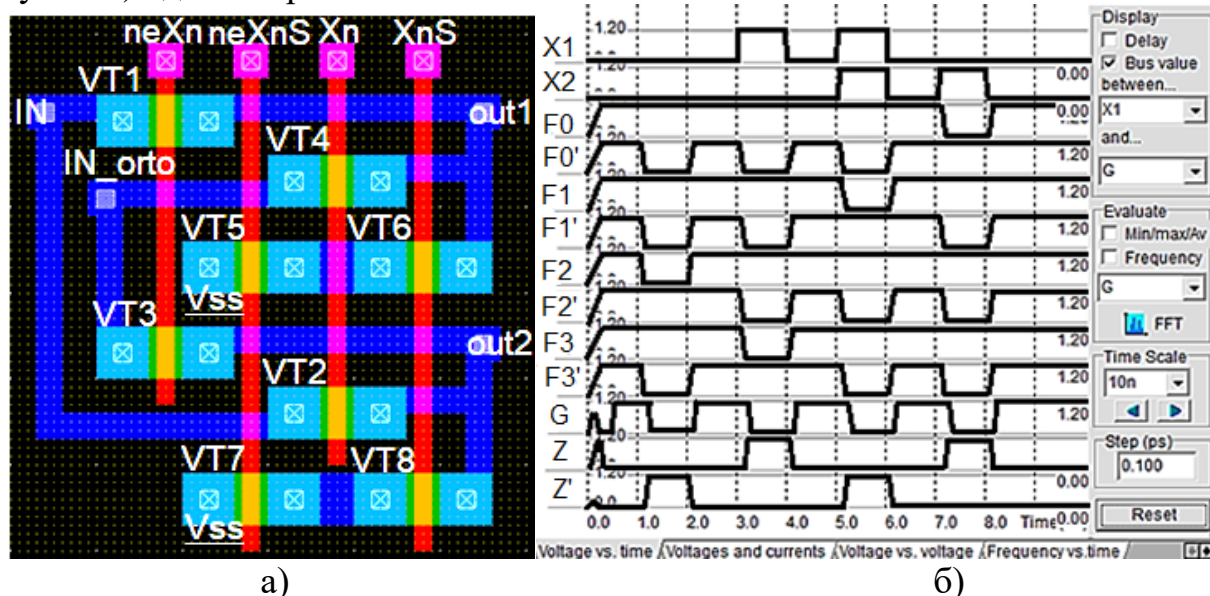 neXn neXnS Xn XnS
VT1
IN
out1
VT4
IN_orto
VT5 VT6
Vss
VT3
out2
VT2
VT7 VT8
Vss
X1
X2
F0
F0'
F1
F1'
F2
F2'
F3
F3'
G
Z
Z'
1.20
0.00
0.00
1.20
1.20
1.20
1.20
1.20
1.20
1.20
1.20
0.00
0.00
0.0 1.0 2.0 3.0 4.0 5.0 6.0 7.0 8.0
Voltage vs. time Voltages and currents Voltage vs. voltage Frequency vs.time
Display
Delay
Bus value
between...
X1
and...
G
Evaluate
Min/max/Av
Frequency
G
FFT
Time Scale
10n
Step (ps)
0.100
Reset
а) б)